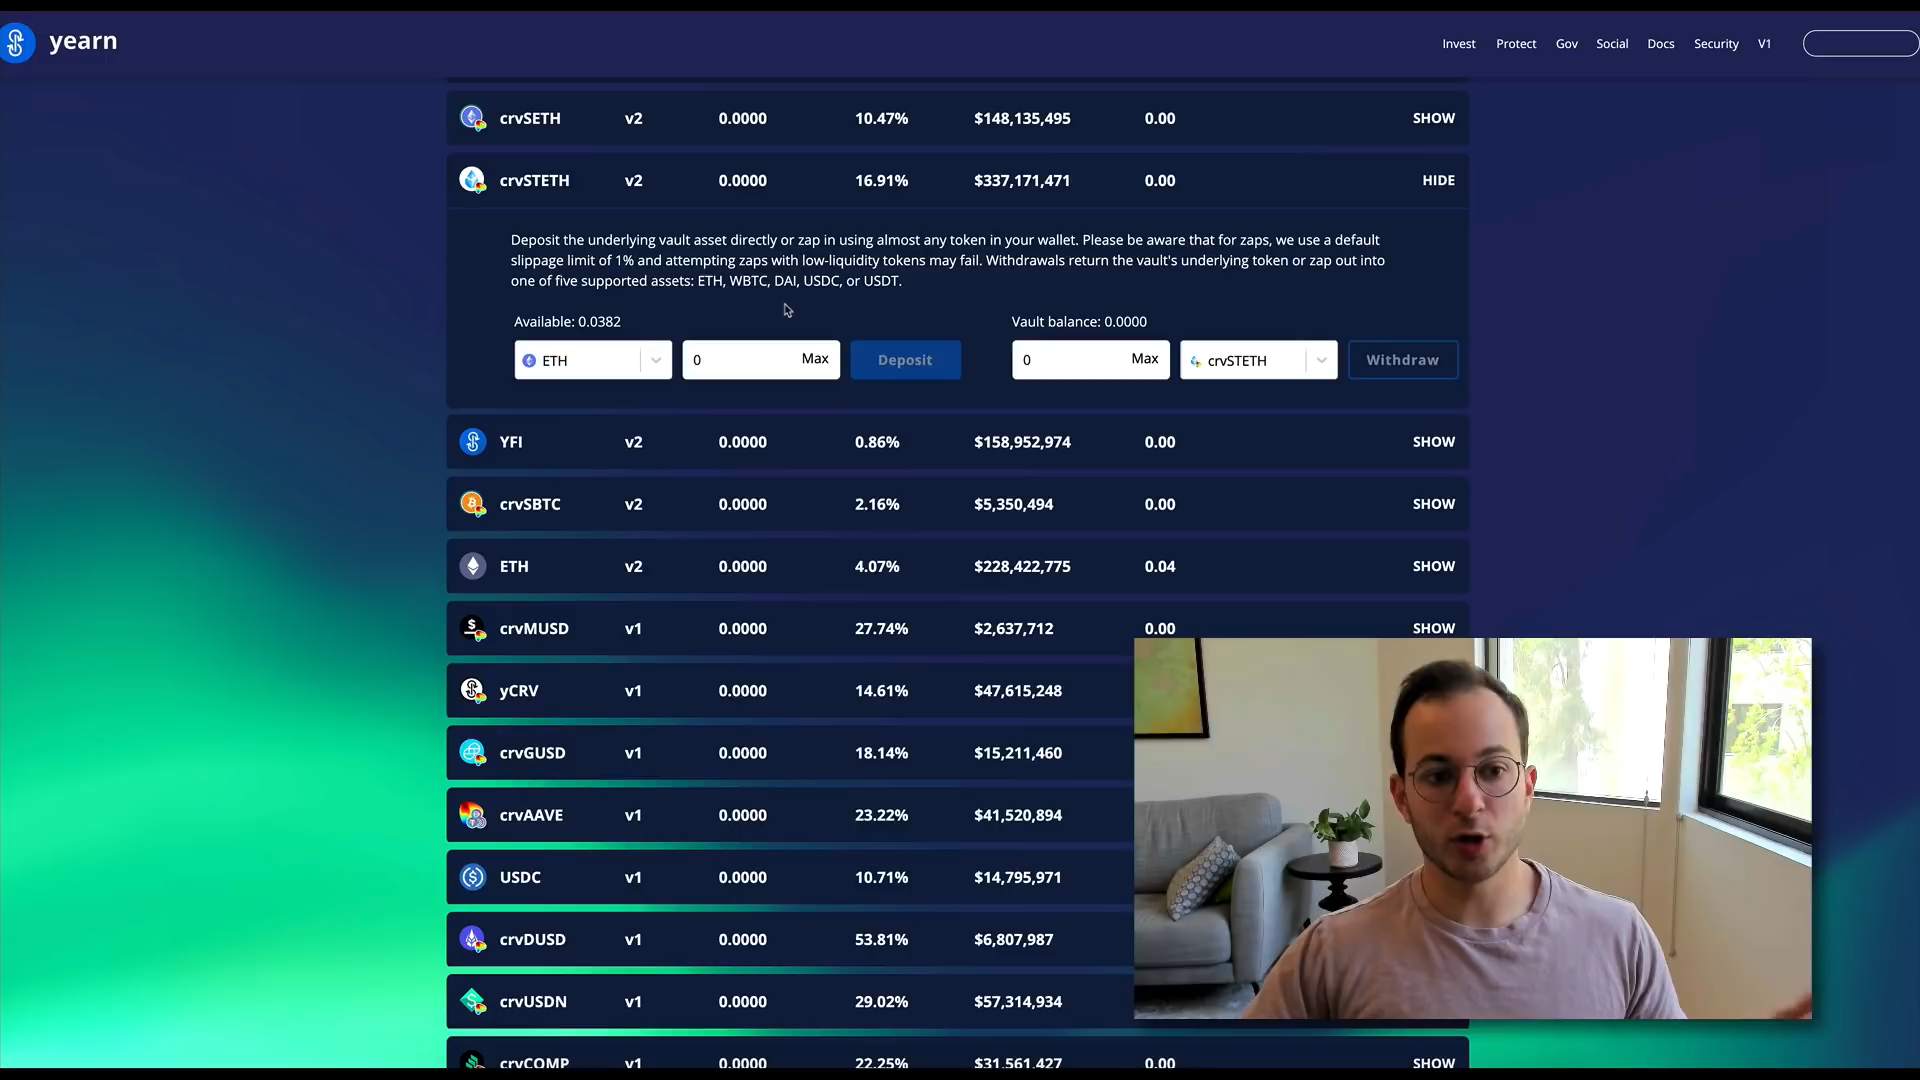 yearn
Invest Protect Gov Social Docs Security V1
crvSETH v2 0.0000 10.47% $148,135,495 0.00 SHOW
crvSTETH v2 0.0000 16.91% $337,171,471 0.00 HIDE
Deposit the underlying vault asset directly or zap in using almost any token in your wallet. Please be aware that for zaps, we use a default
slippage limit of 1% and attempting zaps with low-liquidity tokens may fail. Withdrawals return the vault's underlying token or zap out into
one of five supported assets: ETH, WBTC, DAI, USDC, or USDT.
Available: 0.0382 Vault balance: 0.0000
ETH 0 Max Deposit 0 Max crvSTETH Withdraw
YFI v2 0.0000 0.86% $158,952,974 0.00 SHOW
crvSBTC v2 0.0000 2.16% $5,350,494 0.00 SHOW
ETH v2 0.0000 4.07% $228,422,775 0.04 SHOW
crvMUSD v1 0.0000 27.74% $2,637,712 0.00 SHOW
yCRV v1 0.0000 14.61% $47,615,248
crvGUSD v1 0.0000 18.14% $15,211,460
crvAAVE v1 0.0000 23.22% $41,520,894
USDC v1 0.0000 10.71% $14,795,971
crvDUSD v1 0.0000 53.81% $6,807,987
crvUSDN v1 0.0000 29.02% $57,314,934
crvCOMP v1 0.0000 22.25% $31,561,427 0.00 SHOW